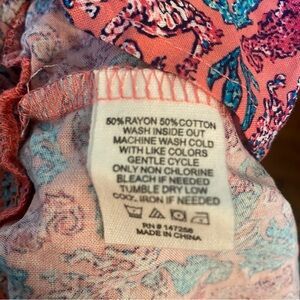 50%RAYON 50%COTTON
WASH INSIDE OUT
MACHINE WASH COLD
WITH LIKE COLORS
GENTLE CYCLE
ONLY NON CHLORINE
BLEACH IF NEEDED
TUMBLE DRY LOW
COOL IRON IF NEEDED
RN # 147258
MADE IN CHINA